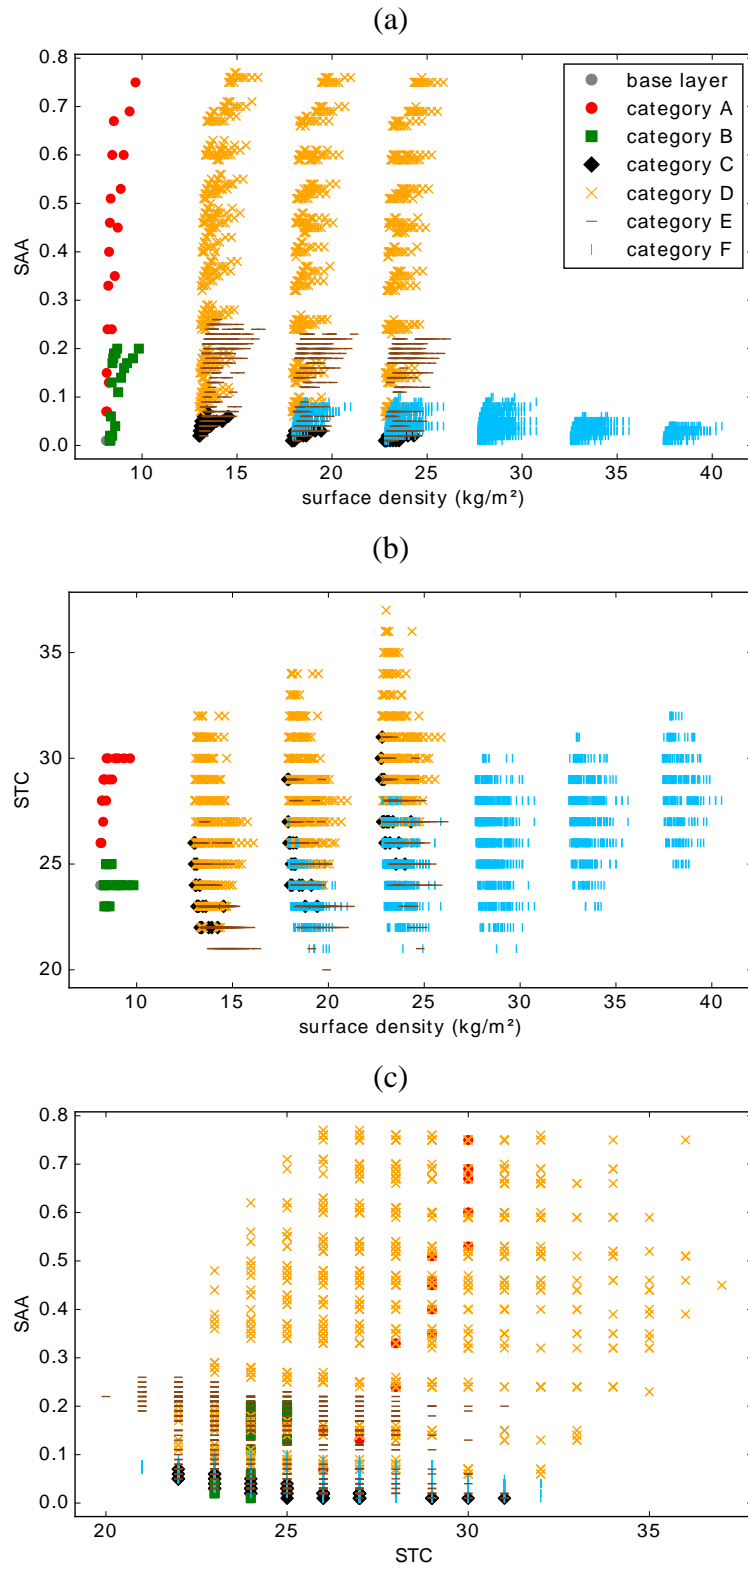 (a)
0.8
0.7
0.6
0.5
0.4
0.3
0.2
0.1
0.0
SAA
10 15 20 25 30 35 40
surface density (kg/m²)
base layer
category A
category B
category C
category D
category E
category F
(b)
35
30
25
20
STC
10 15 20 25 30 35 40
surface density (kg/m²)
(c)
0.8
0.7
0.6
0.5
0.4
0.3
0.2
0.1
0.0
SAA
20 25 30 35
STC